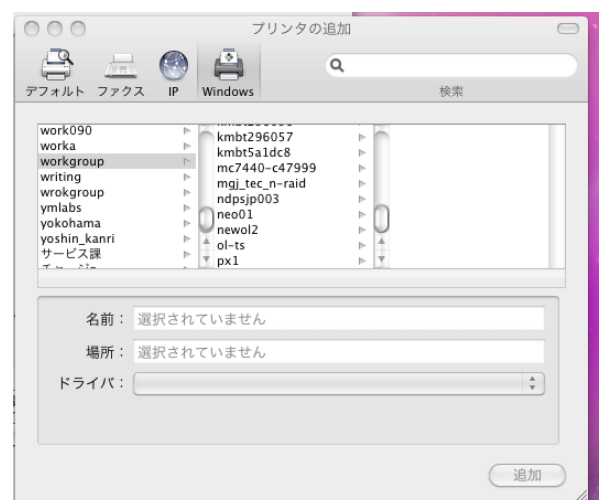 プリンタの追加
デフォルト ファクス IP Windows
検索
work090
worka
workgroup
writing
wrokgroup
ymlabs
yokohama
yoshin_kanri
サービス課
kmbt296057
kmbt5a1dc8
mc7440-c47999
mgj_tec_n-raid
ndpsjp003
neo01
newol2
ol-ts
px1
名前：選択されていません
場所：選択されていません
ドライバ：
追加